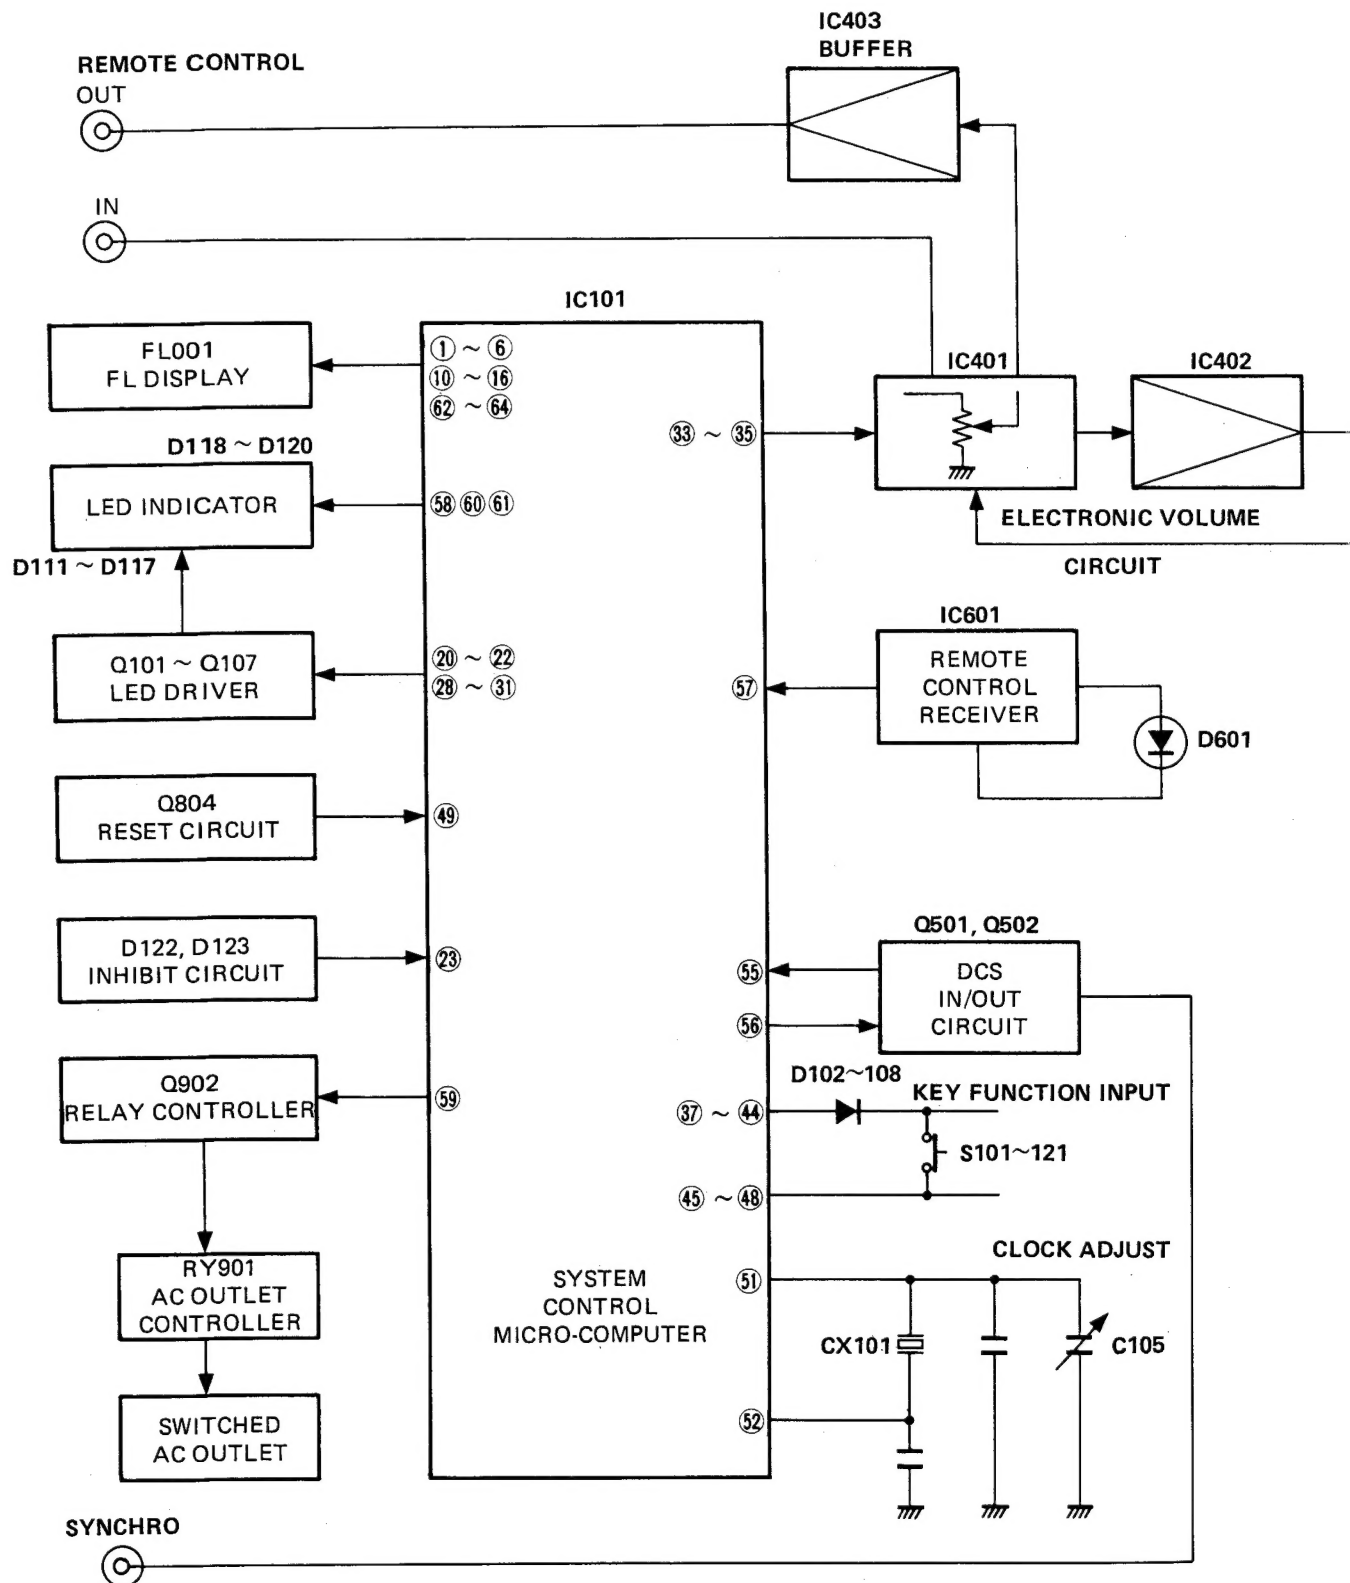 IC403
BUFFER
REMOTE CONTROL
OUT
IN
IC101
FL001
FL DISPLAY
① ~ ⑥
⑩ ~ ⑯
62 ~ 64
IC401
IC402
33 ~ 35
D118 ~ D120
LED INDICATOR
58 60 61
ELECTRONIC VOLUME
CIRCUIT
D111 ~ D117
IC601
REMOTE
CONTROL
RECEIVER
Q101 ~ Q107
LED DRIVER
20 ~ 22
28 ~ 31
57
D601
Q804
RESET CIRCUIT
49
Q501, Q502
D122, D123
INHIBIT CIRCUIT
23
55
DCS
IN/OUT
CIRCUIT
56
Q902
RELAY CONTROLLER
59
D102~108
KEY FUNCTION INPUT
37 ~ 44
S101~121
45 ~ 48
RY901
AC OUTLET
CONTROLLER
CLOCK ADJUST
51
SYSTEM
CONTROL
MICRO-COMPUTER
CX101
C105
52
SWITCHED
AC OUTLET
SYNCHRO